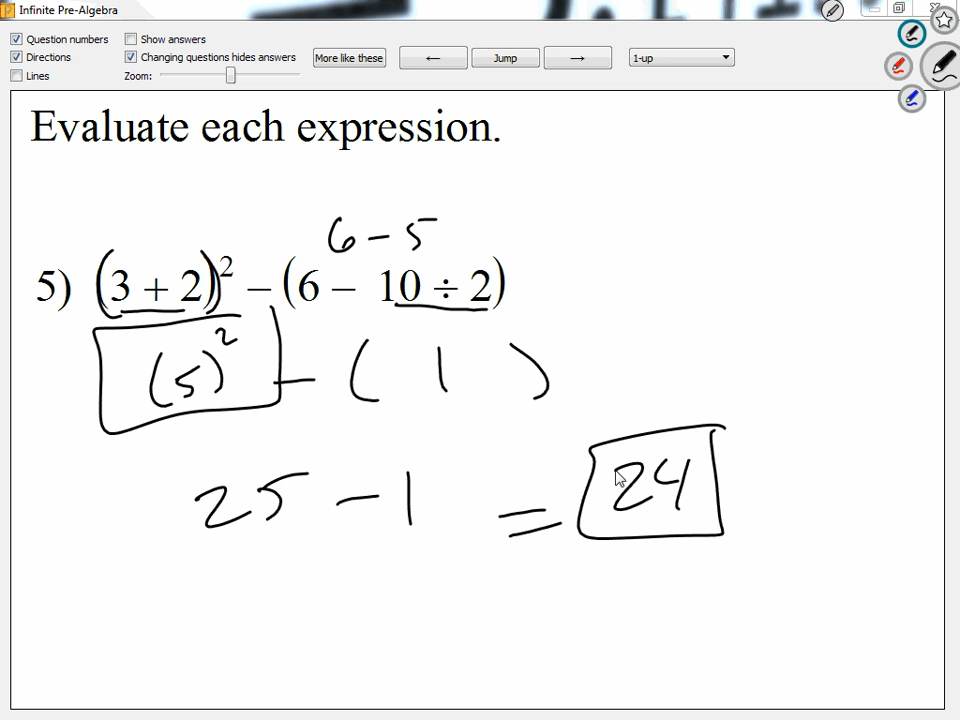 Infinite Pre-Algebra
Question numbers Show answers
Directions Changing questions hides answers More like these ← Jump → 1-up
Lines Zoom:
Evaluate each expression.
6 - 5
5) (3 + 2)² − (6 − 10 ÷ 2)
(5)² - ( 1 )
25 - 1 = 24